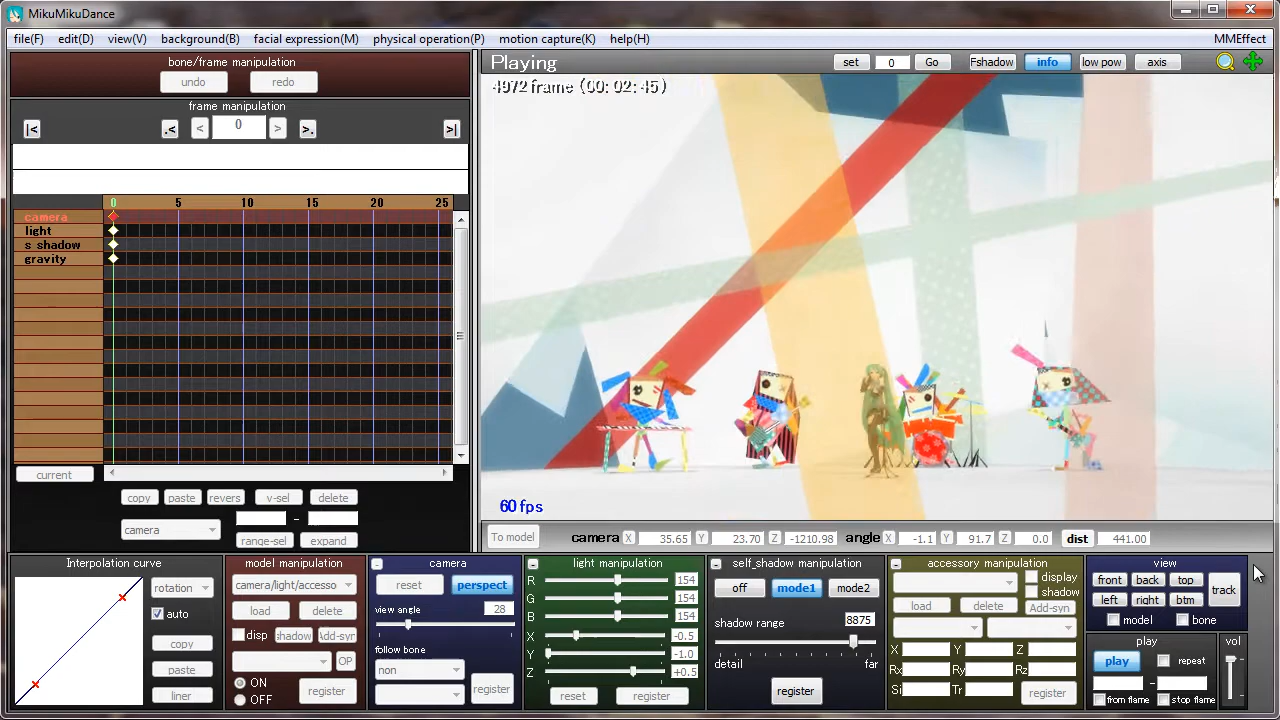 MikuMikuDance
file(F) edit(D) view(V) background(B) facial expression(M) physical operation(P) motion capture(K) help(H) MMEffect
bone/frame manipulation
undo redo
frame manipulation
|< .< < 0 > >. >|
0 5 10 15 20 25
camera
light
s shadow
gravity
current
copy paste revers v-sel delete
camera -
range-sel expand
Playing set 0 Go Fshadow info low pow axis
4972 frame (00:02:45)
60 fps
To model camera X 35.65 Y 23.70 Z -1210.98 angle X -1.1 Y 91.7 Z 0.0 dist 441.00
Interpolation curve
rotation
auto
copy
paste
liner
model manipulation
camera/light/accesso
load delete
disp shadow Add-syn
OP
ON
OFF
register
camera
reset perspect
view angle 28
follow bone
non
register
light manipulation
R 154
G 154
B 154
X -0.5
Y -1.0
Z +0.5
reset register
self_shadow manipulation
off mode1 mode2
shadow range 8875
detail far
register
accessory manipulation
display
shadow
load delete Add-syn
X Y Z
Rx Ry Rz
Si Tr register
view
front back top
left right btm
track
model bone
play
play
-
from flame stop flame
vol